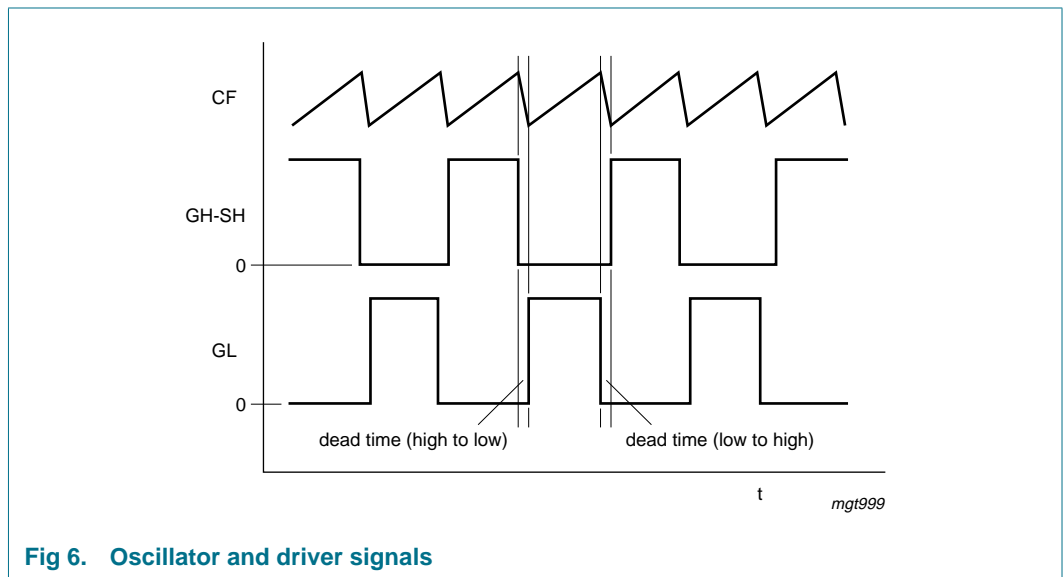 CF
GH-SH
0
GL
0
dead time (high to low)
dead time (low to high)
t
mgt999
Fig 6. Oscillator and driver signals